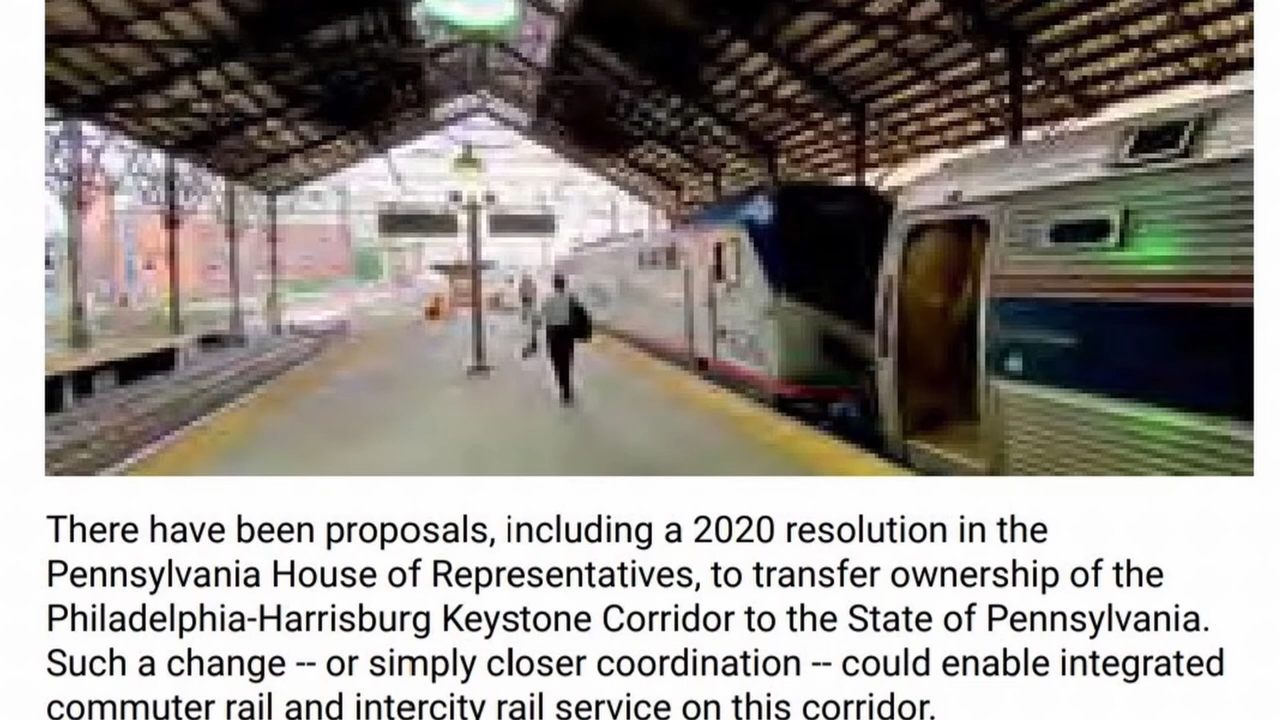 There have been proposals, including a 2020 resolution in the
Pennsylvania House of Representatives, to transfer ownership of the
Philadelphia-Harrisburg Keystone Corridor to the State of Pennsylvania.
Such a change -- or simply closer coordination -- could enable integrated
commuter rail and intercity rail service on this corridor.